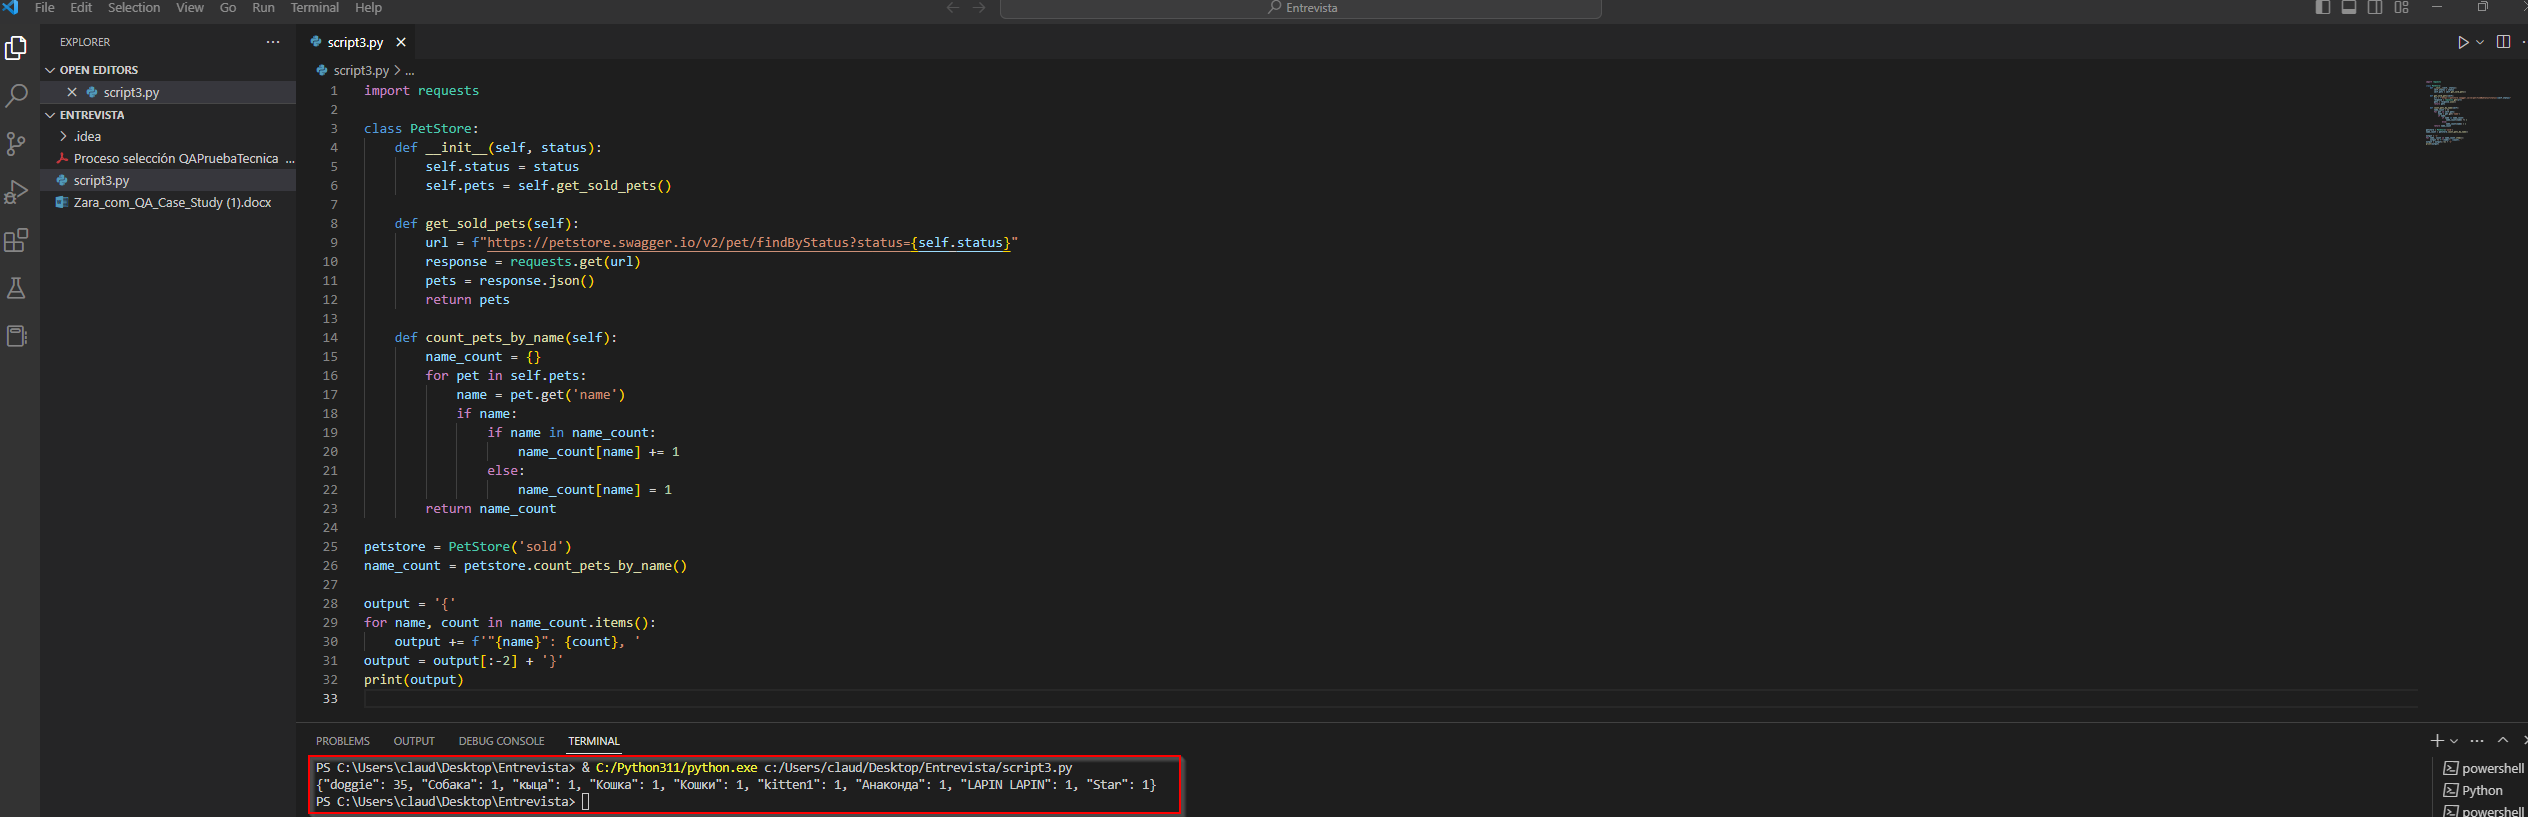 File Edit Selection View Go Run Terminal Help
Entrevista
EXPLORER
OPEN EDITORS
script3.py
ENTREVISTA
.idea
Proceso selección QAPruebaTecnica ...
script3.py
Zara_com_QA_Case_Study (1).docx
script3.py
script3.py > ...
1 import requests
2
3 class PetStore:
4 def __init__(self, status):
5 self.status = status
6 self.pets = self.get_sold_pets()
7
8 def get_sold_pets(self):
9 url = f"https://petstore.swagger.io/v2/pet/findByStatus?status={self.status}"
10 response = requests.get(url)
11 pets = response.json()
12 return pets
13
14 def count_pets_by_name(self):
15 name_count = {}
16 for pet in self.pets:
17 name = pet.get('name')
18 if name:
19 if name in name_count:
20 name_count[name] += 1
21 else:
22 name_count[name] = 1
23 return name_count
24
25 petstore = PetStore('sold')
26 name_count = petstore.count_pets_by_name()
27
28 output = '{'
29 for name, count in name_count.items():
30 output += f'"{name}": {count}, '
31 output = output[:-2] + '}'
32 print(output)
33
PROBLEMS OUTPUT DEBUG CONSOLE TERMINAL
PS C:\Users\claud\Desktop\Entrevista> & C:/Python311/python.exe c:/Users/claud/Desktop/Entrevista/script3.py
{"doggie": 35, "Собака": 1, "кыца": 1, "Кошка": 1, "Кошки": 1, "kitten1": 1, "Анаконда": 1, "LAPIN LAPIN": 1, "Star": 1}
PS C:\Users\claud\Desktop\Entrevista>
powershell
Python
powershell